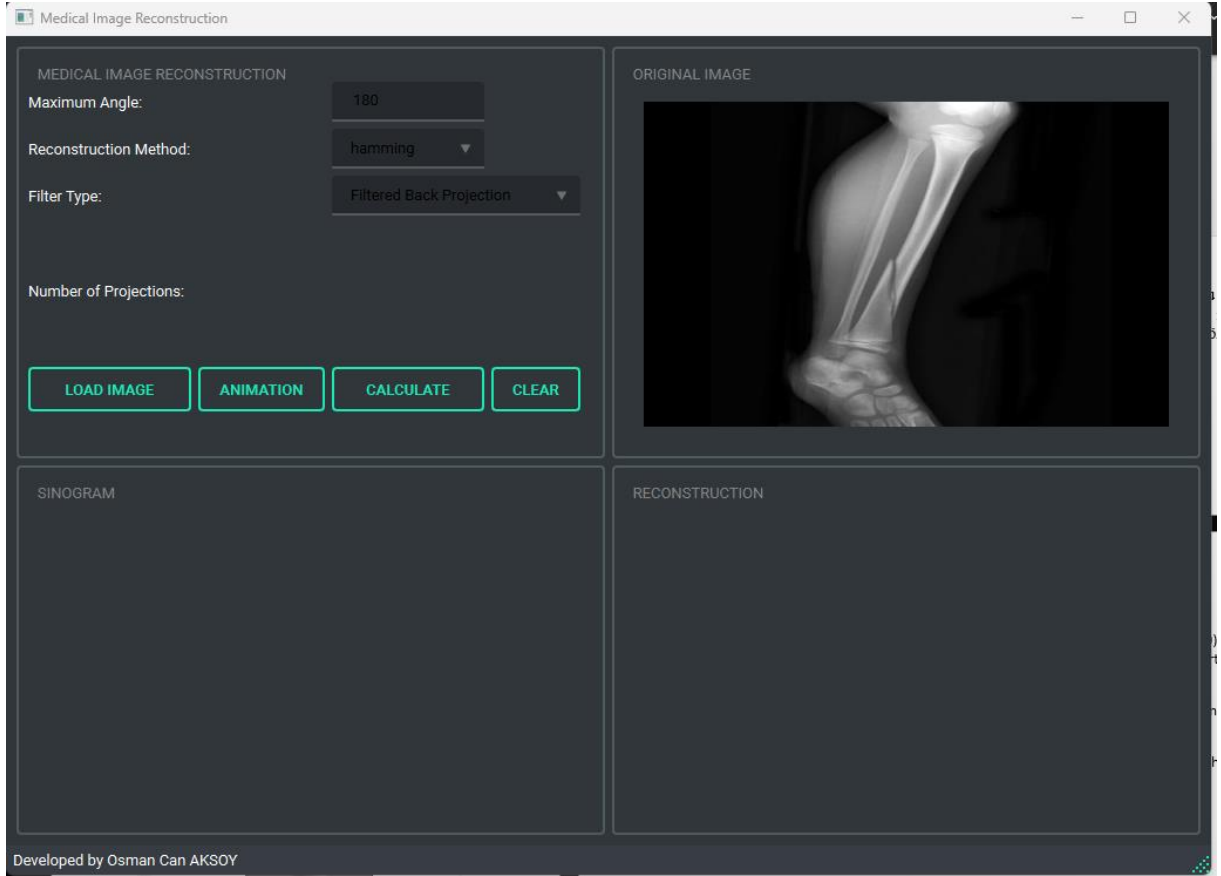 Medical Image Reconstruction
MEDICAL IMAGE RECONSTRUCTION
Maximum Angle: 180
Reconstruction Method: hamming
Filter Type: Filtered Back Projection
Number of Projections:
LOAD IMAGE ANIMATION CALCULATE CLEAR
ORIGINAL IMAGE
SINOGRAM
RECONSTRUCTION
Developed by Osman Can AKSOY